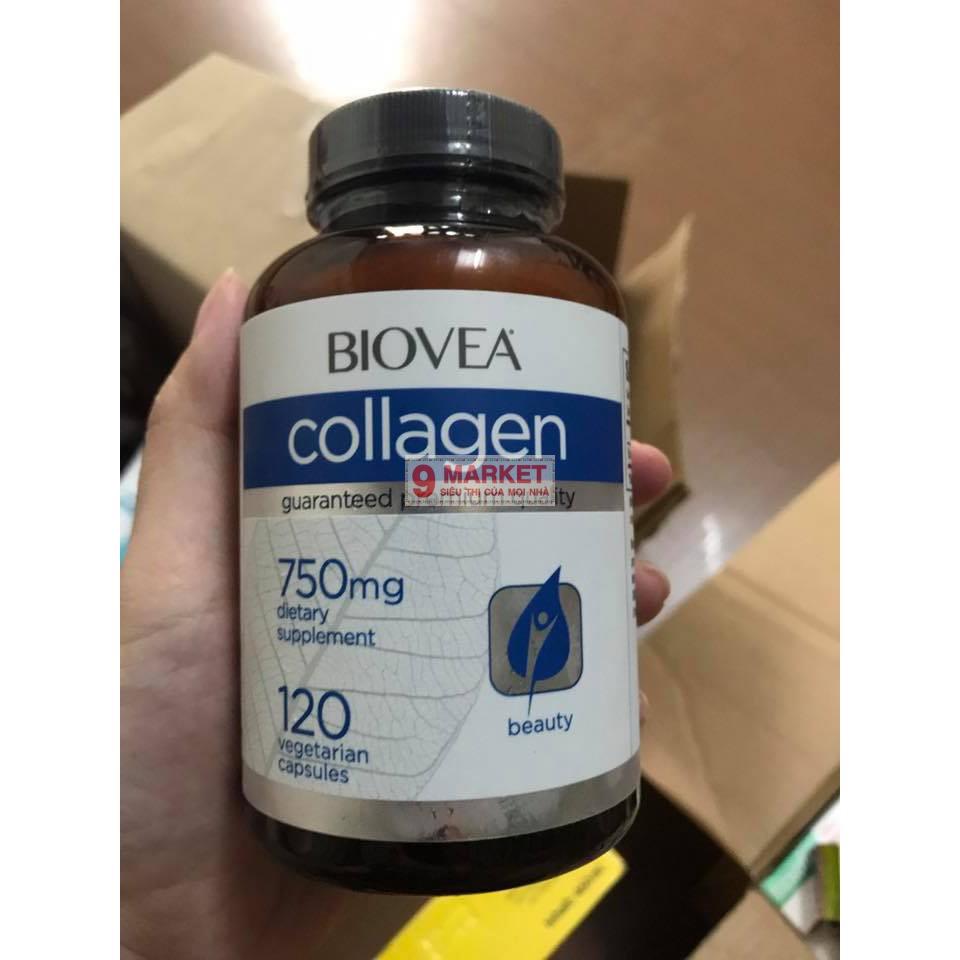 BIOVEA
collagen
9 MARKET
SIÊU THỊ CỦA MỌI NHÀ
guaranteed
750mg
dietary
supplement
120
vegetarian
capsules
beauty